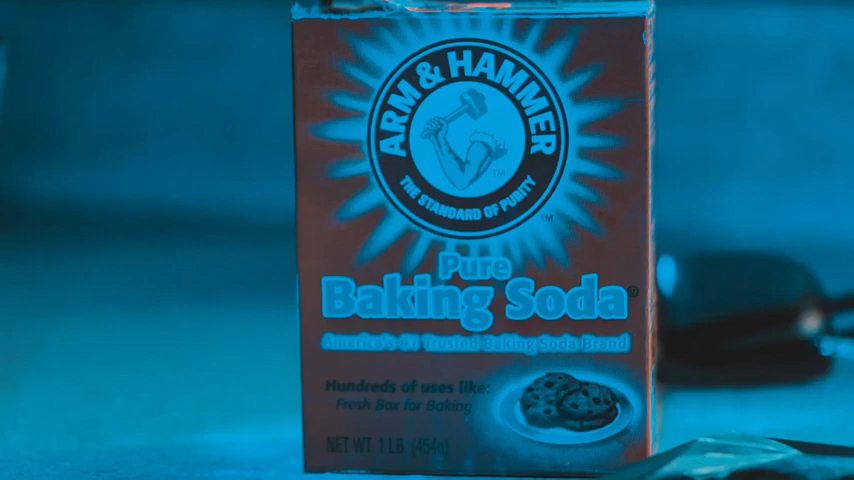 ARM & HAMMER
TM
THE STANDARD OF PURITY
TM
Pure
Baking Soda®
America's #1 Trusted Baking Soda Brand
Hundreds of uses like:
Fresh Box for Baking
NET WT. 1 LB. (454g)